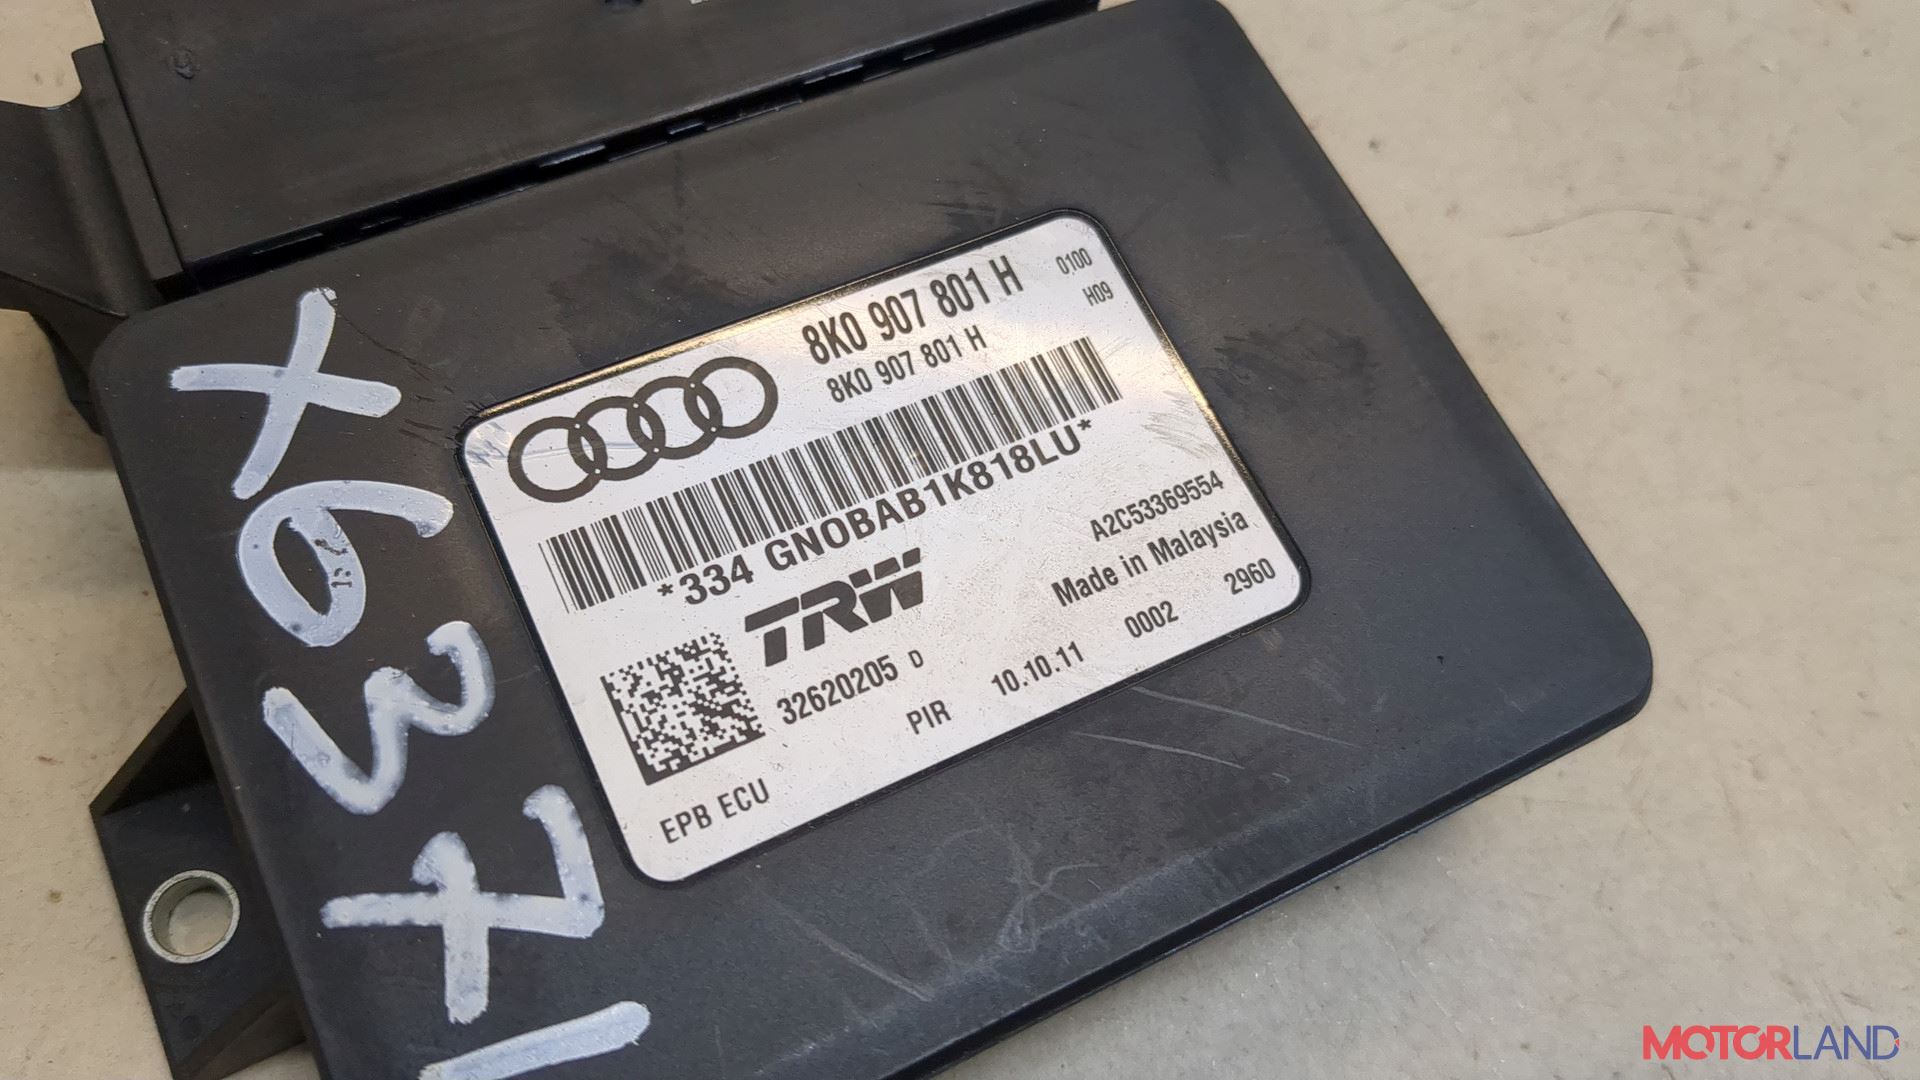 8K0 907 801 H
0100
8K0 907 801 H
H09
*334 GNOBAB1K818LU*
TRW
A2C53369554
Made in Malaysia
32620205 D
PIR
10.10.11
0002
2960
EPB ECU
X6371
MOTORLAND